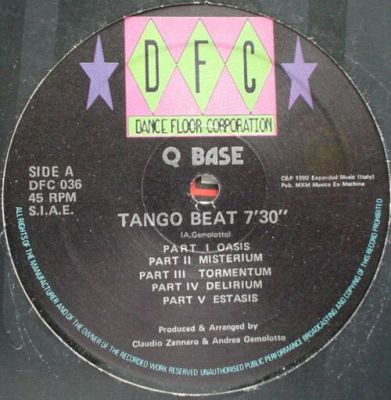 D F C
DANCE FLOOR CORPORATION
Q BASE
SIDE A
DFC 036
45 RPM
S.I.A.E.
C&P 1990 Expanded Music (Italy)
Pub. MXM Musica Ex Machina
TANGO BEAT 7'30"
(A.Gemolotto)
PART I OASIS
PART II MISTERIUM
PART III TORMENTUM
PART IV DELIRIUM
PART V ESTASIS
Produced & Arranged by
Claudio Zennaro & Andrea Gemolotto
ALL RIGHTS OF THE MANUFACTURER AND OF THE OWNER OF THE RECORDED WORK RESERVED UNAUTHORISED PUBLIC PERFORMANCE BROADCASTING AND COPYING OF THIS RECORD PROHIBITED